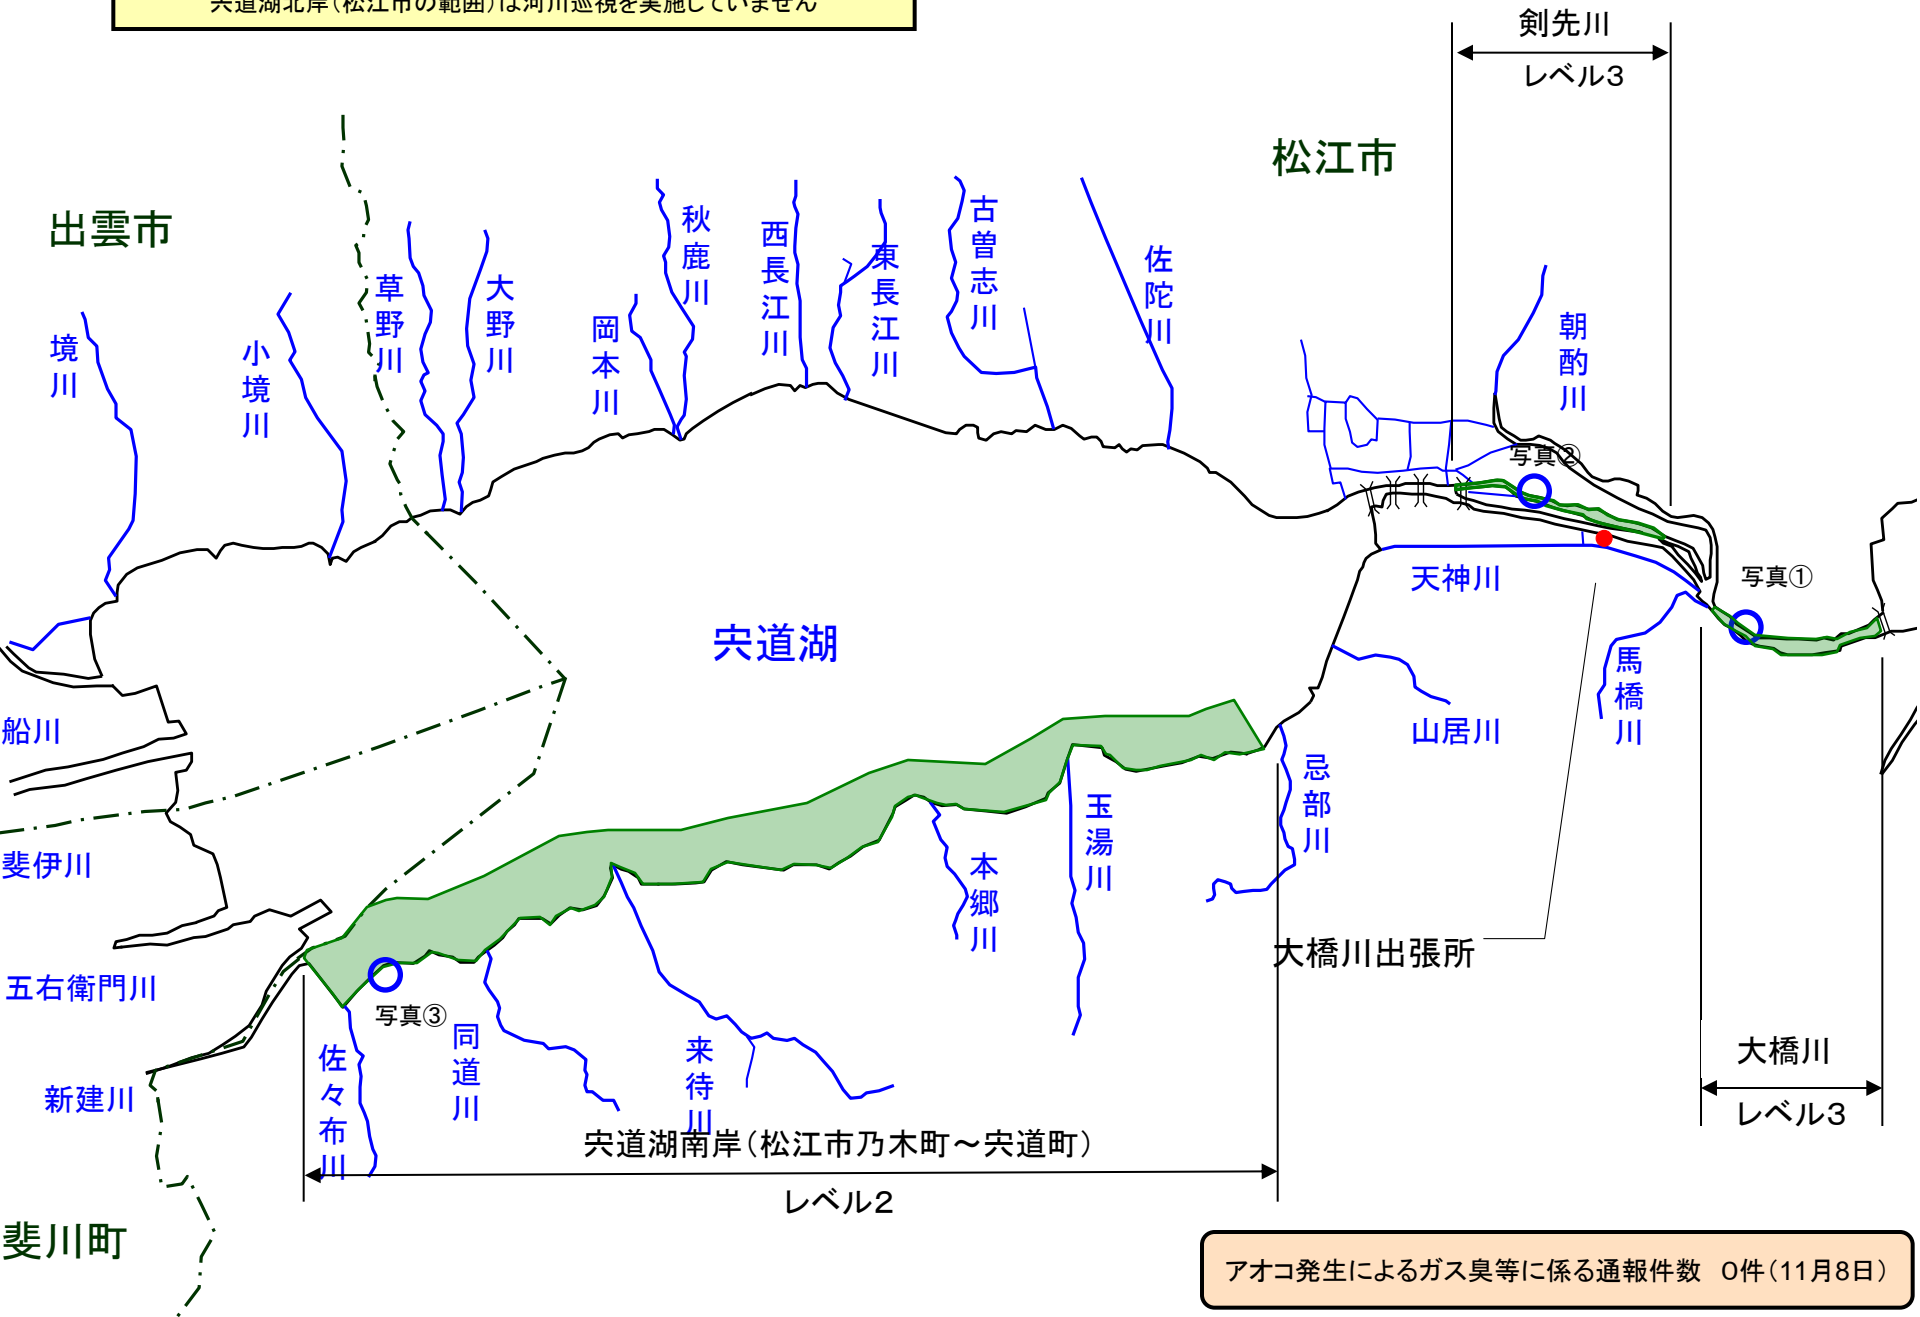 宍道湖北岸(松江市の範囲)は河川巡視を実施していません
剣先川
レベル3
松江市
出雲市
境川
小境川
草野川
大野川
岡本川
秋鹿川
西長江川
東長江川
古曽志川
佐陀川
朝酌川
写真②
写真①
天神川
宍道湖
馬橋川
山居川
船川
忌部川
玉湯川
本郷川
斐伊川
大橋川出張所
五右衛門川
写真③
同道川
来待川
佐々布川
新建川
大橋川
レベル3
宍道湖南岸(松江市乃木町～宍道町)
レベル2
斐川町
アオコ発生によるガス臭等に係る通報件数 0件(11月8日)